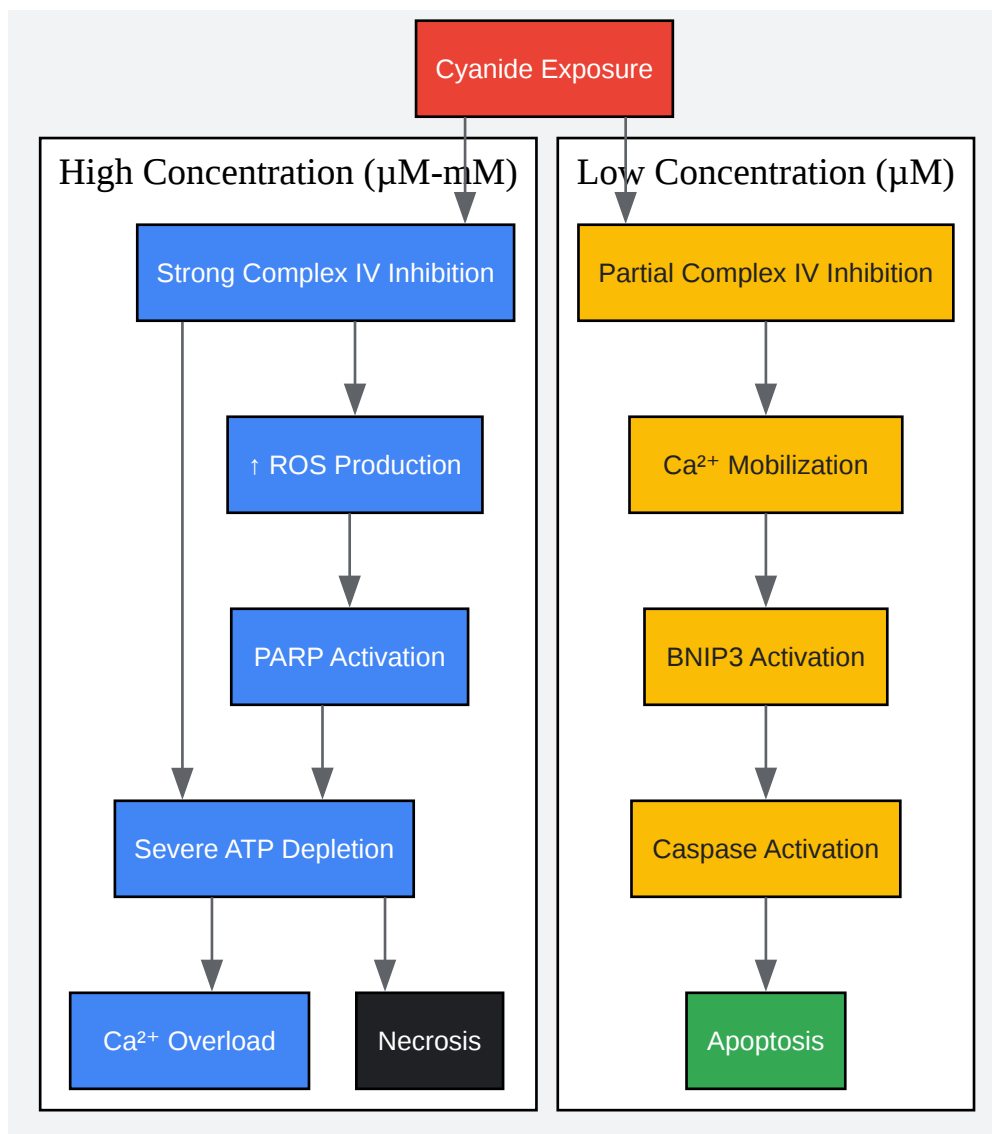 Cyanide Exposure
High Concentration (µM-mM)
Strong Complex IV Inhibition
↑ ROS Production
PARP Activation
Severe ATP Depletion
Ca²⁺ Overload
Necrosis
Low Concentration (µM)
Partial Complex IV Inhibition
Ca²⁺ Mobilization
BNIP3 Activation
Caspase Activation
Apoptosis